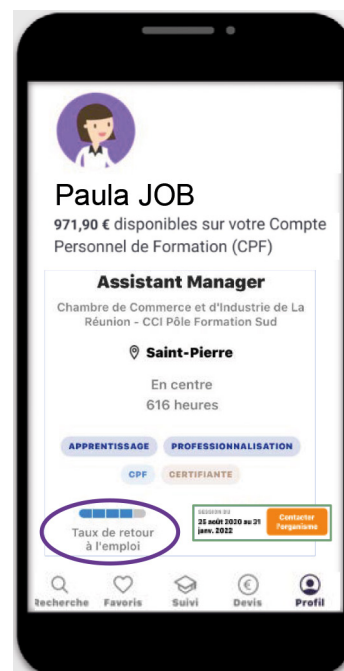 Paula JOB
971,90 € disponibles sur votre Compte
Personnel de Formation (CPF)
Assistant Manager
Chambre de Commerce et d'Industrie de La
Réunion - CCI Pôle Formation Sud
Saint-Pierre
En centre
616 heures
APPRENTISSAGE PROFESSIONNALISATION
CPF CERTIFIANTE
Taux de retour
à l'emploi
SESSION DU
25 août 2020 au 31
janv. 2022
Contacter
l'organisme
Recherche Favoris Suivi Devis Profil